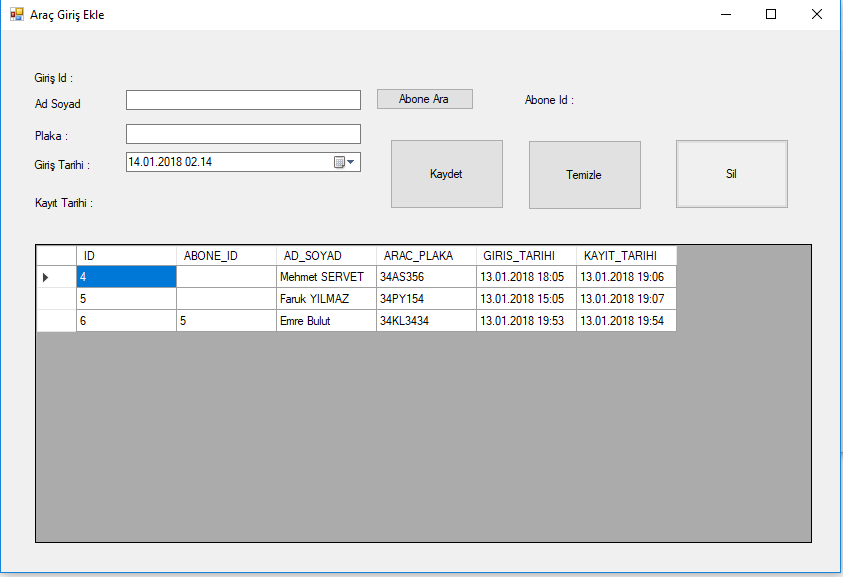 Araç Giriş Ekle
Giriş Id :
Ad Soyad Abone Ara Abone Id :
Plaka :
Giriş Tarihi : 14.01.2018 02.14
Kaydet Temizle Sil
Kayıt Tarihi :
ID ABONE_ID AD_SOYAD ARAC_PLAKA GIRIS_TARIHI KAYIT_TARIHI
4 Mehmet SERVET 34AS356 13.01.2018 18:05 13.01.2018 19:06
5 Faruk YILMAZ 34PY154 13.01.2018 15:05 13.01.2018 19:07
6 5 Emre Bulut 34KL3434 13.01.2018 19:53 13.01.2018 19:54